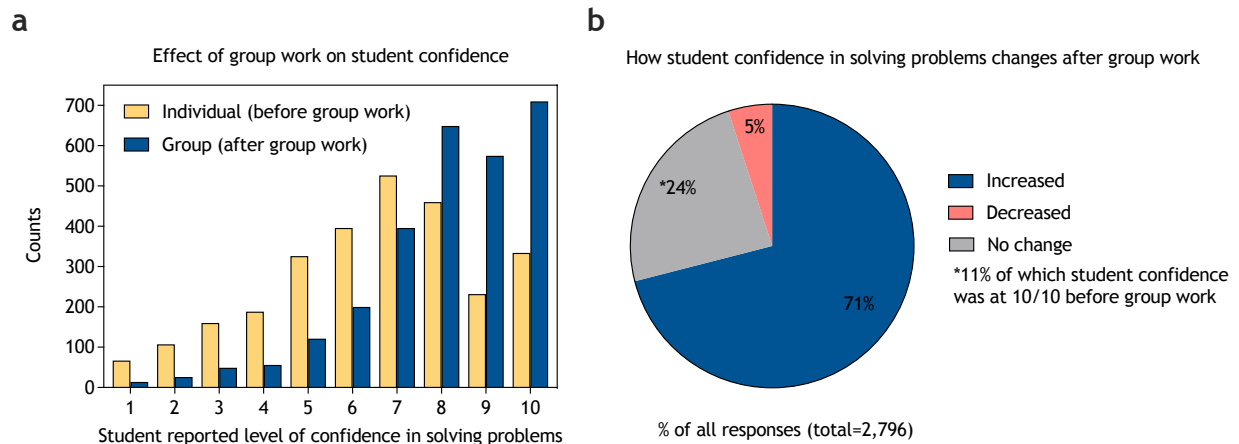 a
Effect of group work on student confidence
Individual (before group work)
Group (after group work)
Counts
700
600
500
400
300
200
100
0
1 2 3 4 5 6 7 8 9 10
Student reported level of confidence in solving problems
b
How student confidence in solving problems changes after group work
5%
*24%
71%
Increased
Decreased
No change
*11% of which student confidence
was at 10/10 before group work
% of all responses (total=2,796)